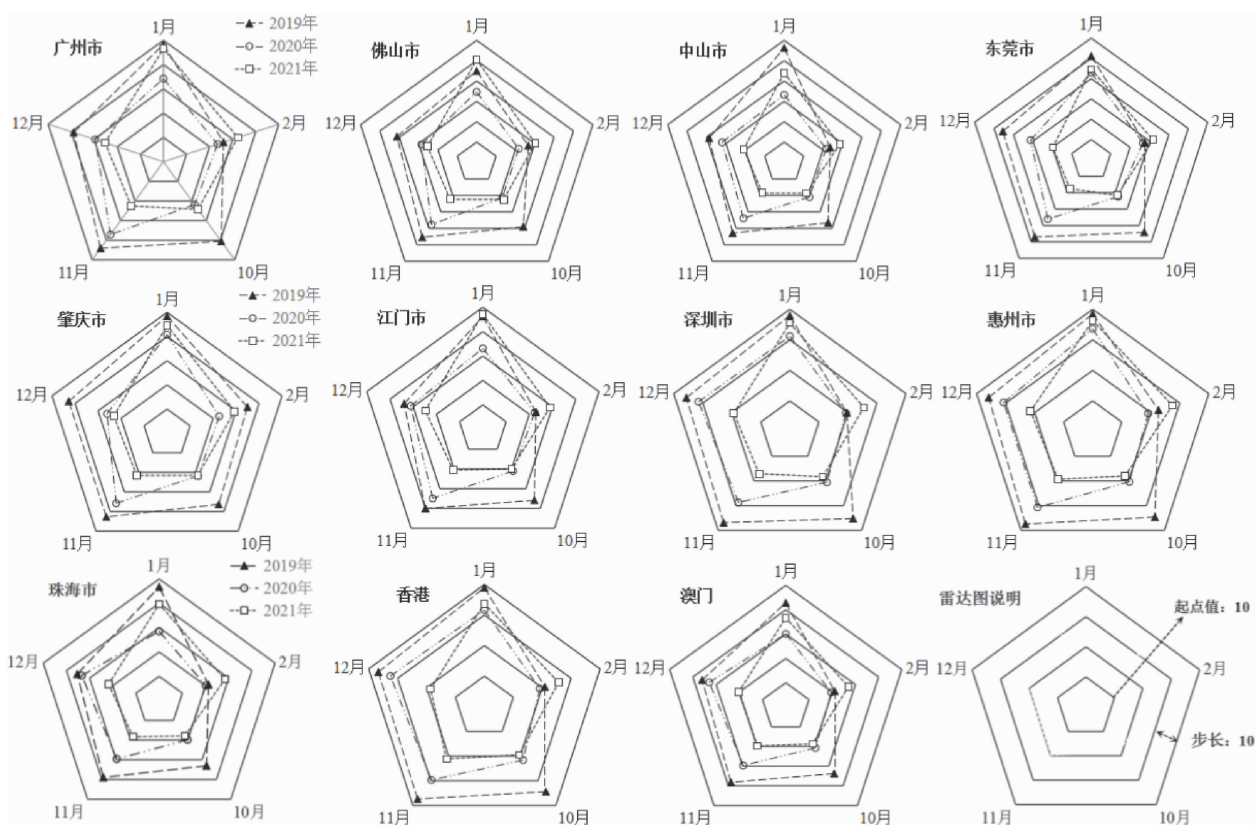 广州市
1月
2月
10月
11月
12月
2019年
2020年
2021年
佛山市
1月
2月
10月
11月
12月
中山市
1月
2月
10月
11月
12月
东莞市
1月
2月
10月
11月
12月
肇庆市
1月
2月
10月
11月
12月
2019年
2020年
2021年
江门市
1月
2月
10月
11月
12月
深圳市
1月
2月
10月
11月
12月
惠州市
1月
2月
10月
11月
12月
珠海市
1月
2月
10月
11月
12月
2019年
2020年
2021年
香港
1月
2月
10月
11月
12月
澳门
1月
2月
10月
11月
12月
雷达图说明
1月
2月
10月
11月
12月
起点值：10
步长：10